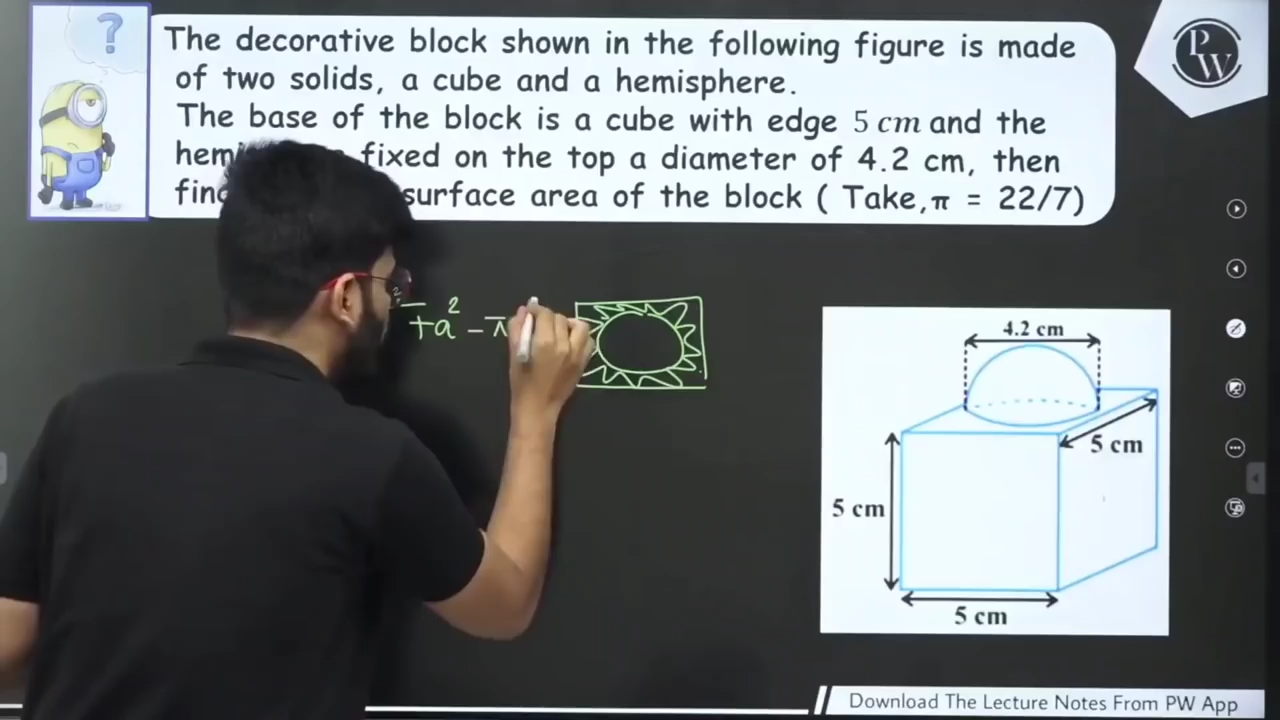 ?
The decorative block shown in the following figure is made
of two solids, a cube and a hemisphere.
The base of the block is a cube with edge 5 cm and the
fixed on the top a diameter of 4.2 cm, then
surface area of the block ( Take,π = 22/7)
PW
+a² – π
4.2 cm
5 cm
5 cm
5 cm
Download The Lecture Notes From PW App